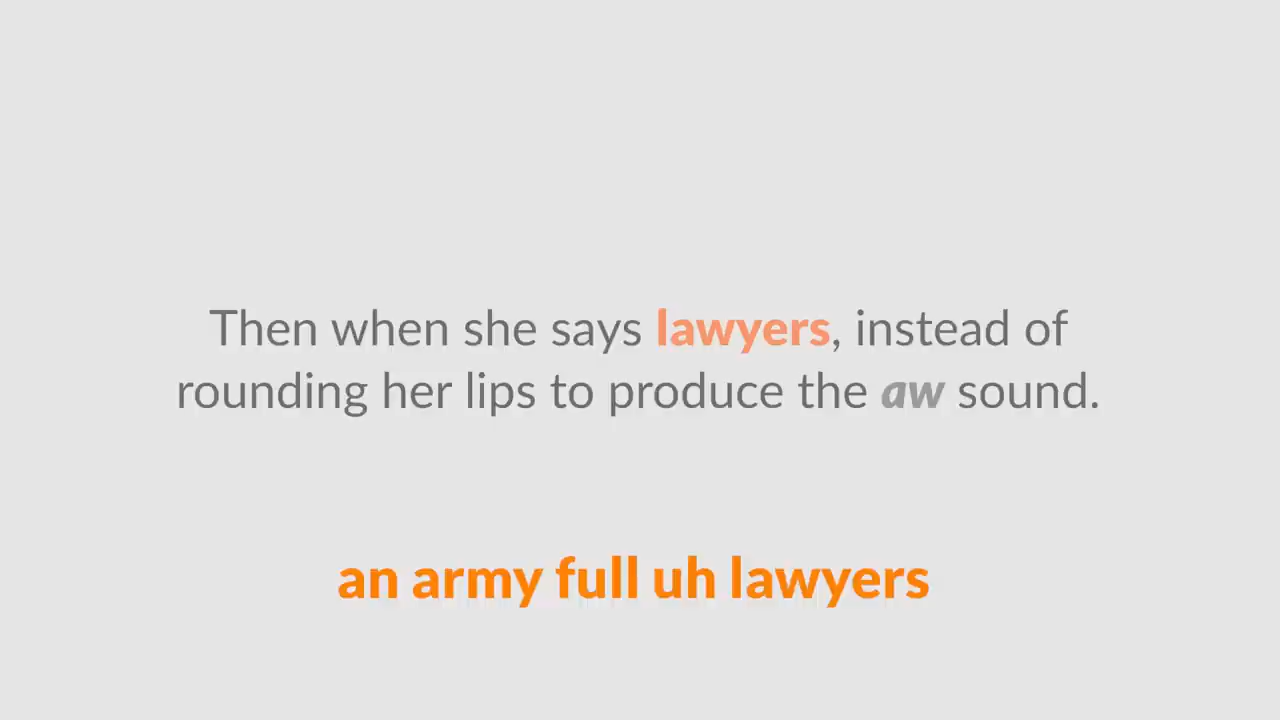 Then when she says lawyers, instead of
rounding her lips to produce the aw sound.
an army full uh lawyers